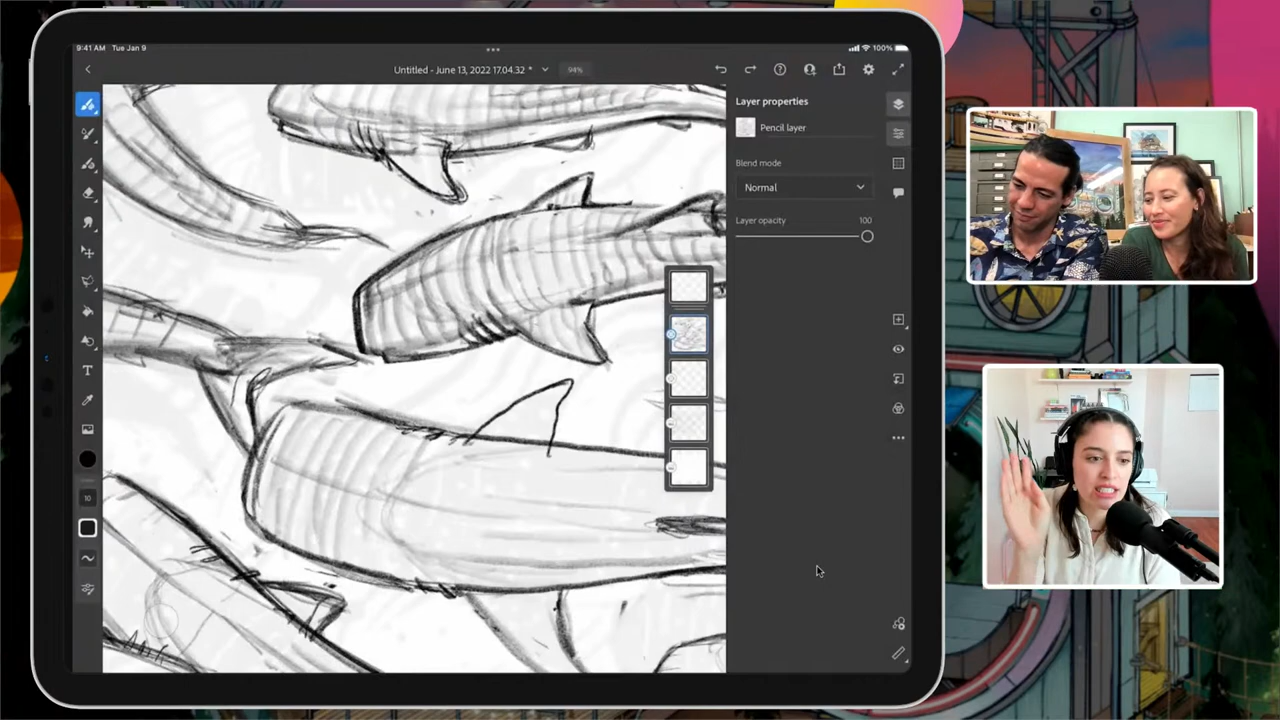 9:41 AM Tue Jan 9
100%
Untitled - June 13, 2022 17.04.32 *
94%
Layer properties
Pencil layer
Blend mode
Normal
Layer opacity
100
T
10